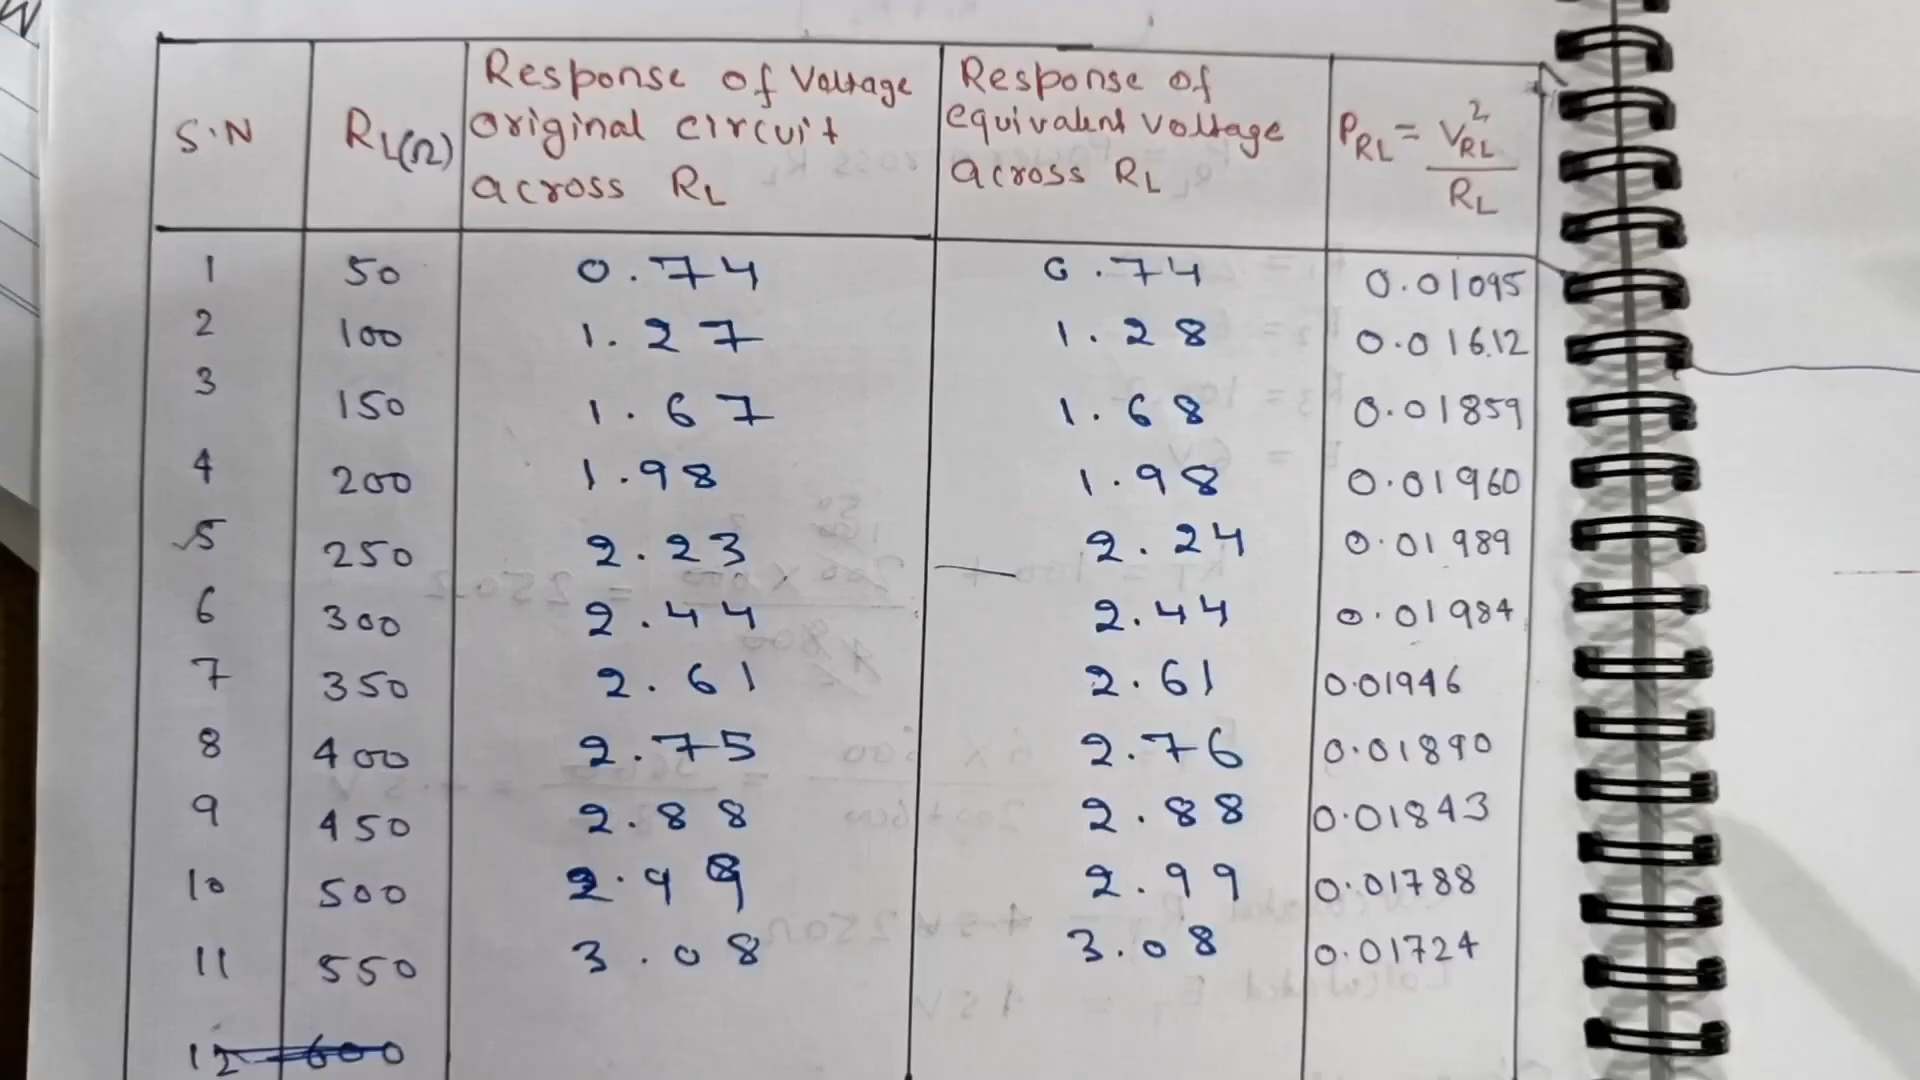 S.N | RL(Ω) | Response of Voltage original circuit across RL | Response of equivalent voltage across RL | PRL = V²RL / RL
1 | 50 | 0.74 | 0.74 | 0.01095
2 | 100 | 1.27 | 1.28 | 0.01612
3 | 150 | 1.67 | 1.68 | 0.01859
4 | 200 | 1.98 | 1.98 | 0.01960
5 | 250 | 2.23 | 2.24 | 0.01989
6 | 300 | 2.44 | 2.44 | 0.01984
7 | 350 | 2.61 | 2.61 | 0.01946
8 | 400 | 2.75 | 2.76 | 0.01890
9 | 450 | 2.88 | 2.88 | 0.01843
10 | 500 | 2.99 | 2.99 | 0.01788
11 | 550 | 3.08 | 3.08 | 0.01724
12 | 600